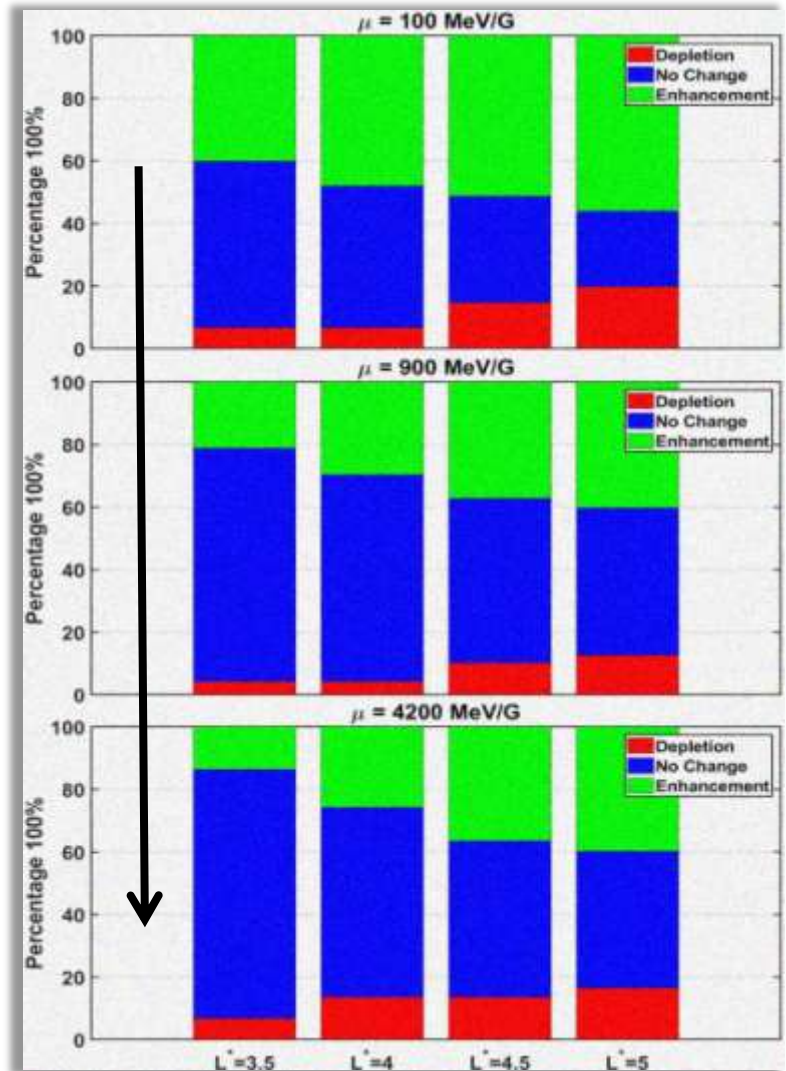 μ = 100 MeV/G
Percentage 100%
100
80
60
40
20
0
Depletion
No Change
Enhancement
μ = 900 MeV/G
Percentage 100%
100
80
60
40
20
0
Depletion
No Change
Enhancement
μ = 4200 MeV/G
Percentage 100%
100
80
60
40
20
0
Depletion
No Change
Enhancement
L*=3.5 L*=4 L*=4.5 L*=5